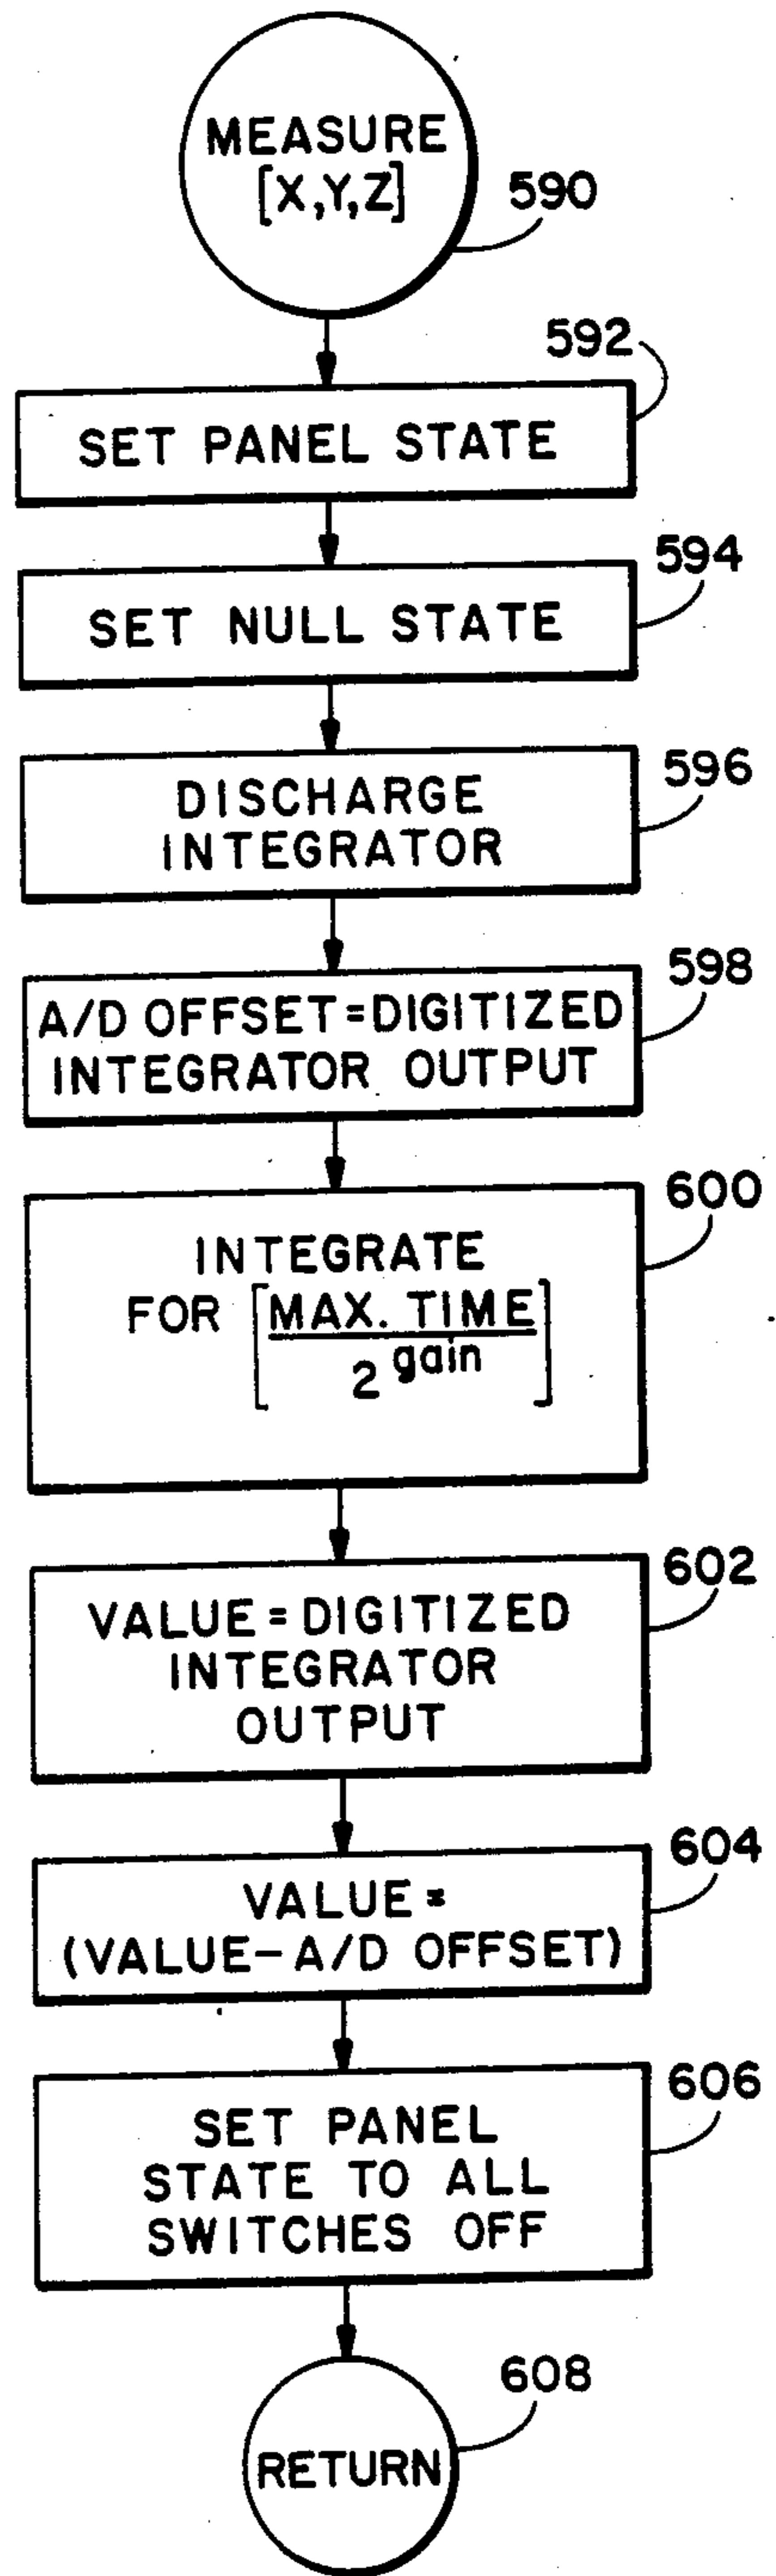 MEASURE
[X,Y,Z]
590
592
SET PANEL STATE
594
SET NULL STATE
596
DISCHARGE
INTEGRATOR
598
A/D OFFSET=DIGITIZED
INTEGRATOR OUTPUT
600
INTEGRATE
FOR [MAX. TIME
2 gain]
602
VALUE=DIGITIZED
INTEGRATOR
OUTPUT
604
VALUE=
(VALUE-A/D OFFSET)
606
SET PANEL
STATE TO ALL
SWITCHES OFF
608
RETURN